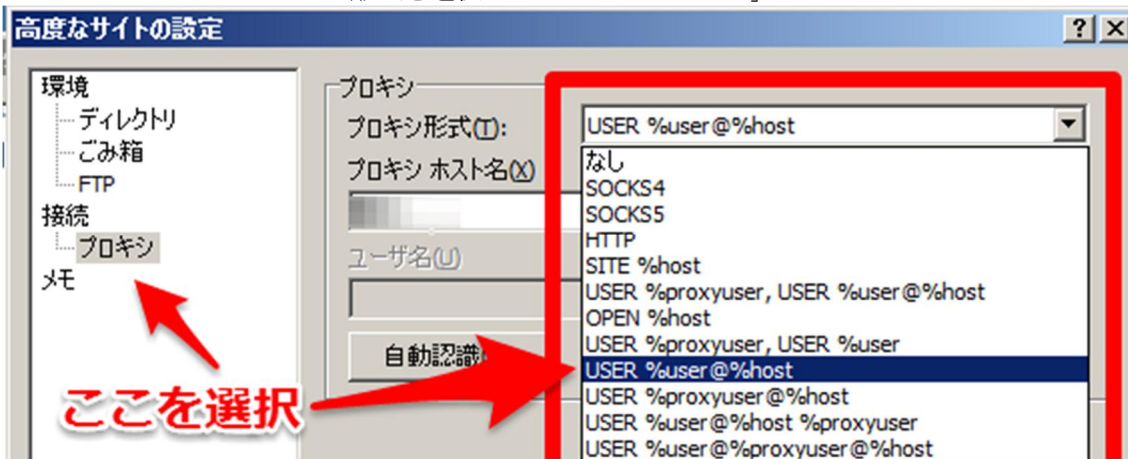 高度なサイトの設定
環境
ディレクトリ
ごみ箱
FTP
接続
プロキシ
メモ
プロキシ
プロキシ形式(T):
USER %user@%host
プロキシ ホスト名(X)
ユーザ名(U)
自動認識
なし
SOCKS4
SOCKS5
HTTP
SITE %host
USER %proxyuser, USER %user@%host
OPEN %host
USER %proxyuser, USER %user
USER %user@%host
USER %proxyuser@%host
USER %user@%host %proxyuser
USER %user@%proxyuser@%host
ここを選択